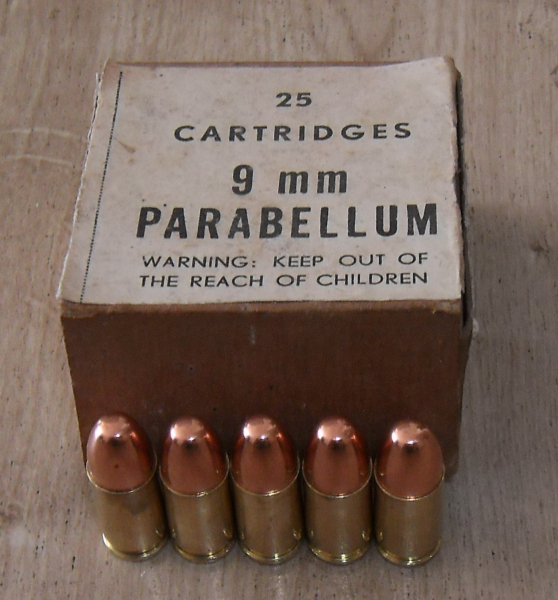 25
CARTRIDGES
9 mm
PARABELLUM
WARNING: KEEP OUT OF
THE REACH OF CHILDREN